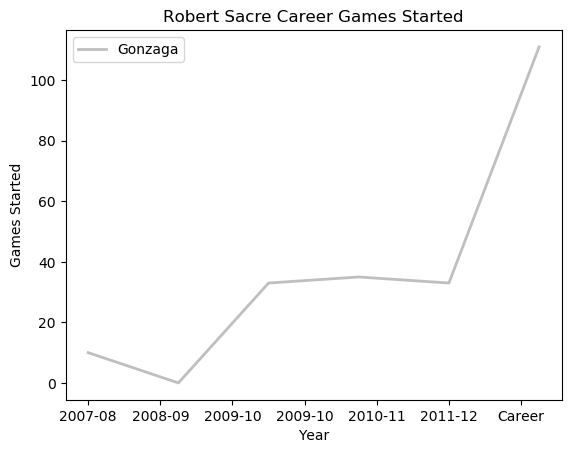 Robert Sacre Career Games Started
Gonzaga
Games Started
100
80
60
40
20
0
2007-08 2008-09 2009-10 2009-10 2010-11 2011-12 Career
Year